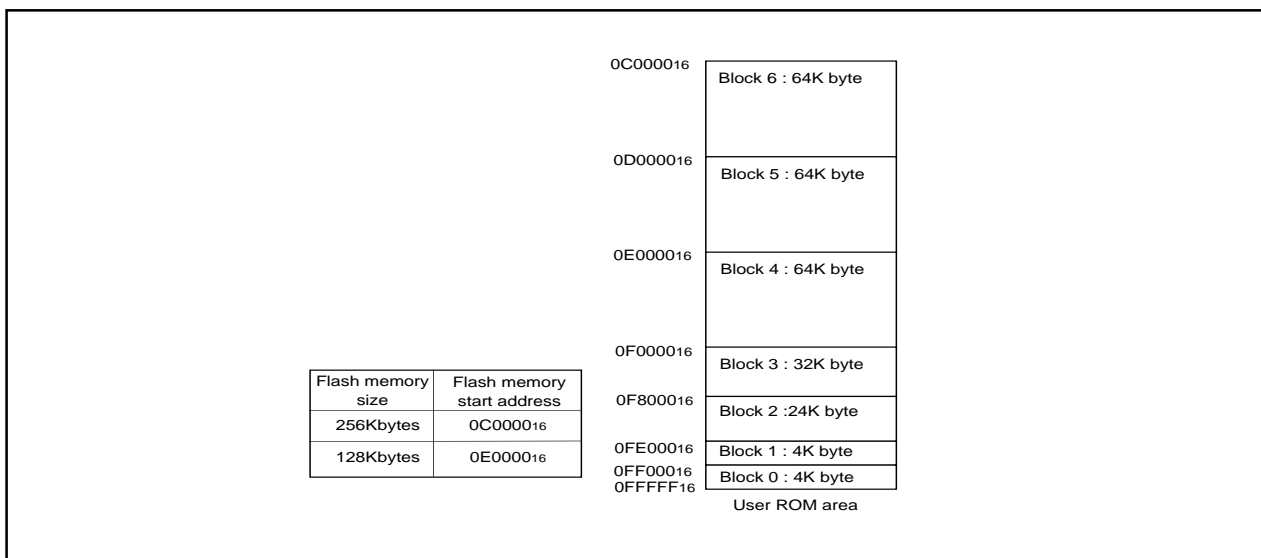 0C000016
Block 6 : 64K byte
0D000016
Block 5 : 64K byte
0E000016
Block 4 : 64K byte
0F000016
Block 3 : 32K byte
0F800016
Block 2 :24K byte
0FE00016
Block 1 : 4K byte
0FF00016
Block 0 : 4K byte
0FFFFF16
User ROM area
Flash memory size
Flash memory start address
256Kbytes
0C000016
128Kbytes
0E000016